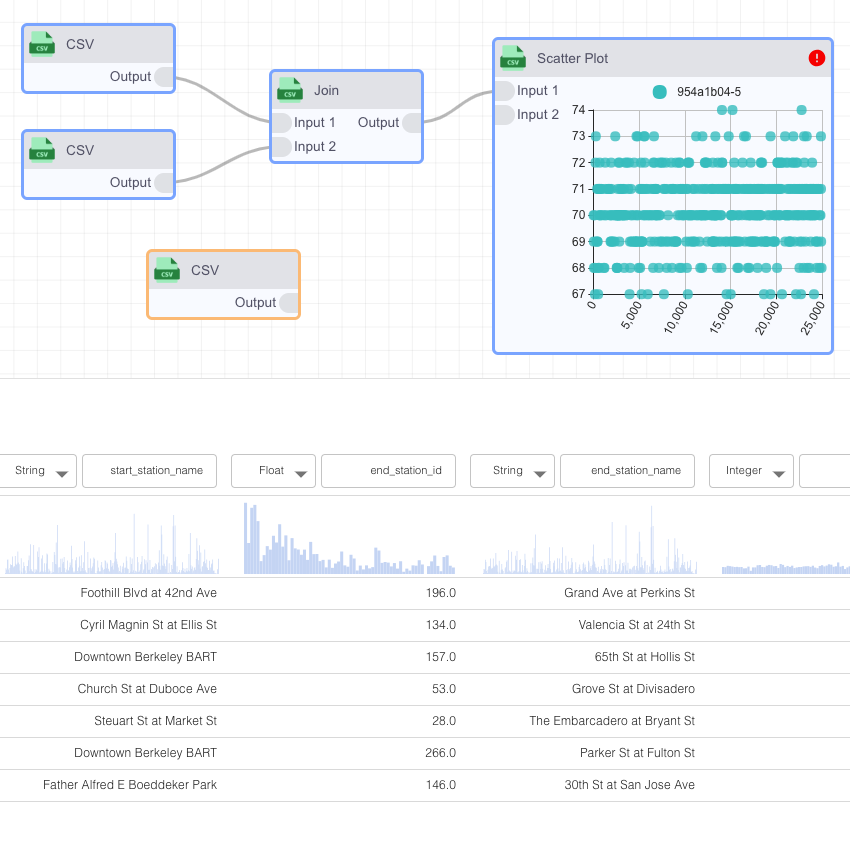 CSV
CSV
Output
CSV
CSV
Output
CSV
Join
Input 1
Output
Input 2
CSV
Output
CSV
CSV
Scatter Plot
!
Input 1
Input 2
954a1b04-5
74
73
72
71
70
69
68
67
0
5,000
10,000
15,000
20,000
25,000
String
start_station_name
Float
end_station_id
String
end_station_name
Integer
Foothill Blvd at 42nd Ave 196.0 Grand Ave at Perkins St
Cyril Magnin St at Ellis St 134.0 Valencia St at 24th St
Downtown Berkeley BART 157.0 65th St at Hollis St
Church St at Duboce Ave 53.0 Grove St at Divisadero
Steuart St at Market St 28.0 The Embarcadero at Bryant St
Downtown Berkeley BART 266.0 Parker St at Fulton St
Father Alfred E Boeddeker Park 146.0 30th St at San Jose Ave